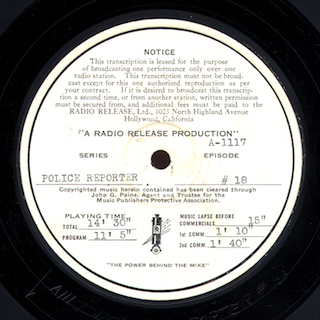 NOTICE
This transcription is leased for the purpose
of broadcasting one performance only over one
radio station. This transcription must not be broad-
cast except for this one authorized reproduction as per
your contract. If it is desired to broadcast this transcrip-
tion a second time, or from another station, written permission
must be secured from, and additional fees must be paid to the
RADIO RELEASE, Ltd., 1025 North Highland Avenue
Hollywood, California
"A RADIO RELEASE PRODUCTION"
A-1117
SERIES EPISODE
POLICE REPORTER # 18
Copyrighted music herein contained has been cleared through
John G. Paine, Agent and Trustee for the
Music Publishers Protective Association.
PLAYING TIME MUSIC LAPSE BEFORE
COMMERCIALS 15"
TOTAL 14' 30" 1st COMM. 1' 10"
PROGRAM 11' 5" 2nd COMM. 1' 40"
"THE POWER BEHIND THE MIKE"